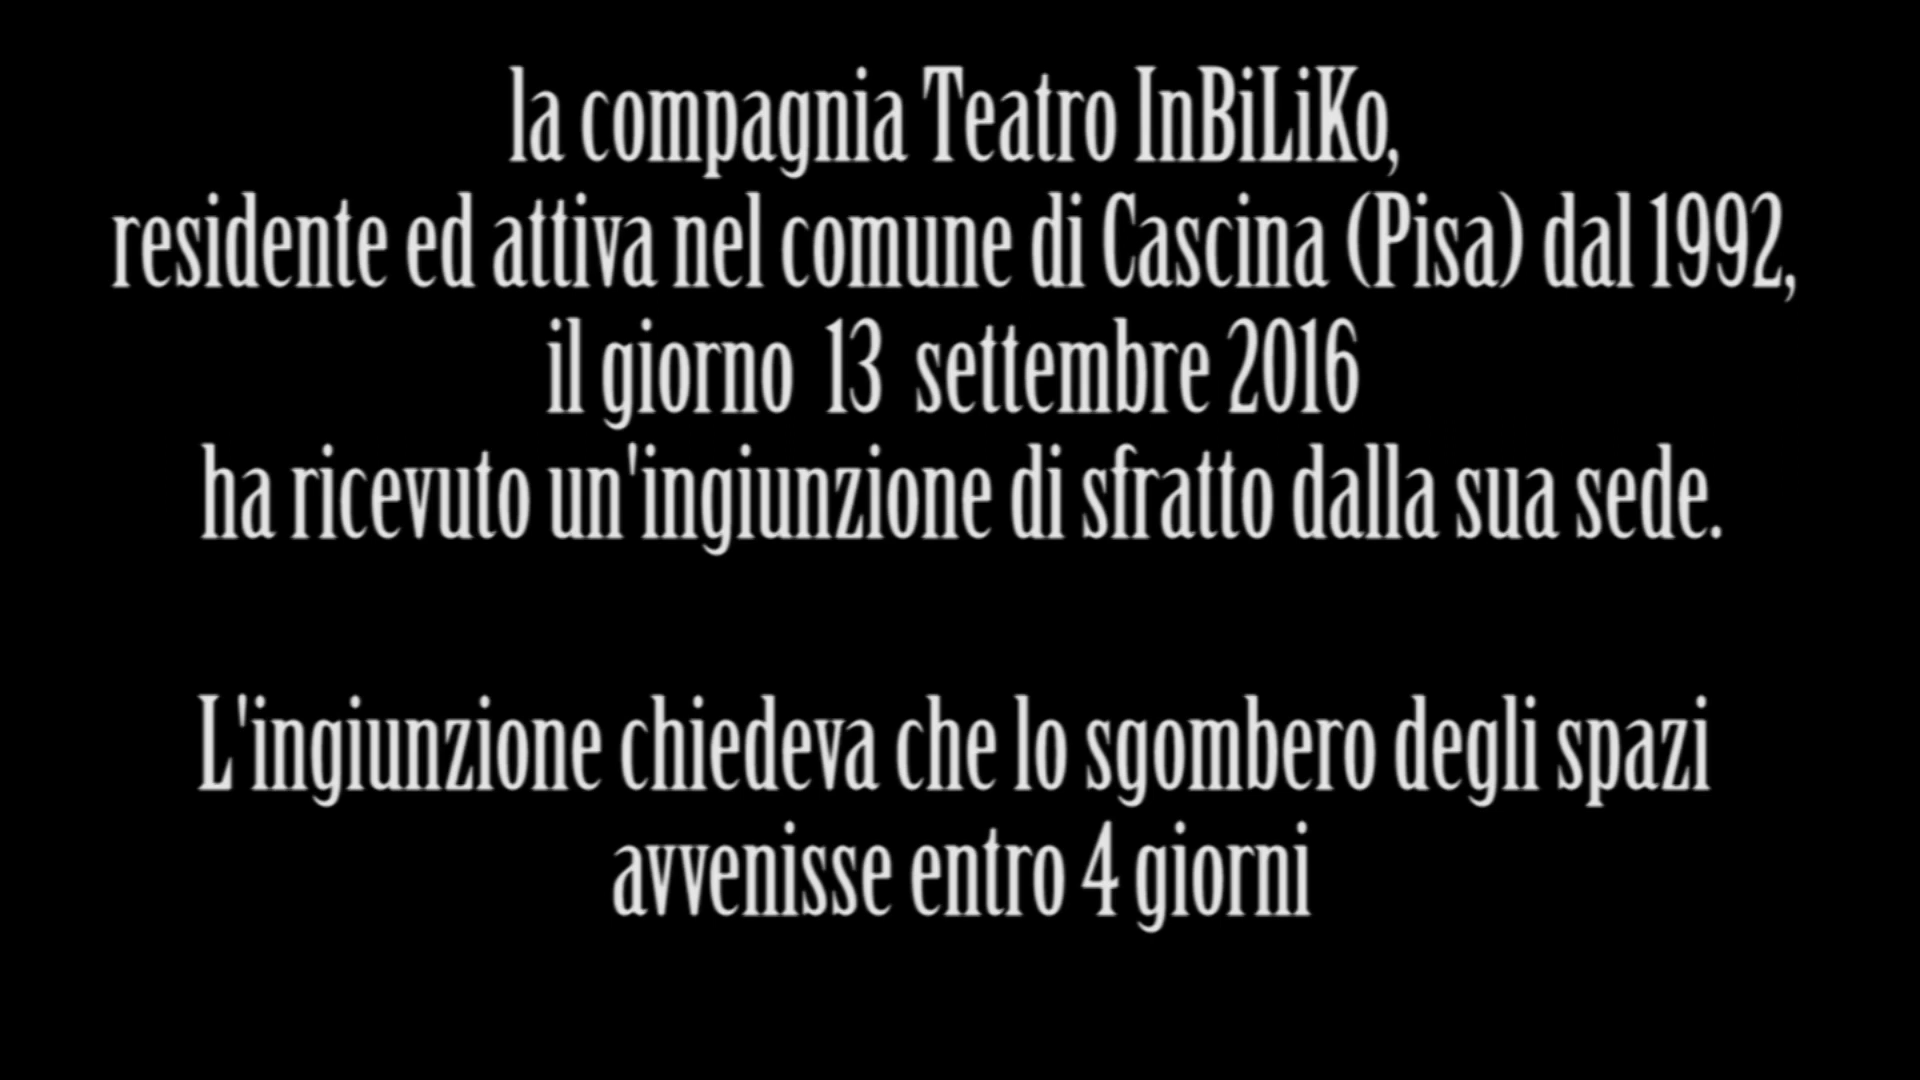 la compagnia Teatro InBiLiKo,
residente ed attiva nel comune di Cascina (Pisa) dal 1992,
il giorno 13 settembre 2016
ha ricevuto un'ingiunzione di sfratto dalla sua sede.
L'ingiunzione chiedeva che lo sgombero degli spazi
avvenisse entro 4 giorni